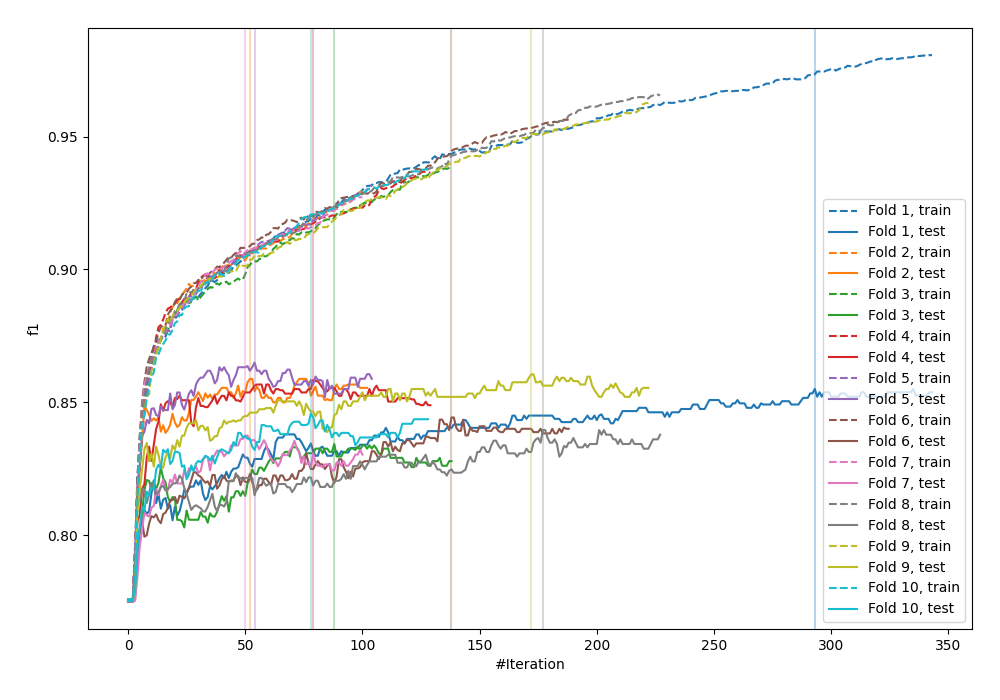 f1
0.95
0.90
0.85
0.80
0
50
100
150
200
250
300
350
#Iteration
Fold 1, train
Fold 1, test
Fold 2, train
Fold 2, test
Fold 3, train
Fold 3, test
Fold 4, train
Fold 4, test
Fold 5, train
Fold 5, test
Fold 6, train
Fold 6, test
Fold 7, train
Fold 7, test
Fold 8, train
Fold 8, test
Fold 9, train
Fold 9, test
Fold 10, train
Fold 10, test